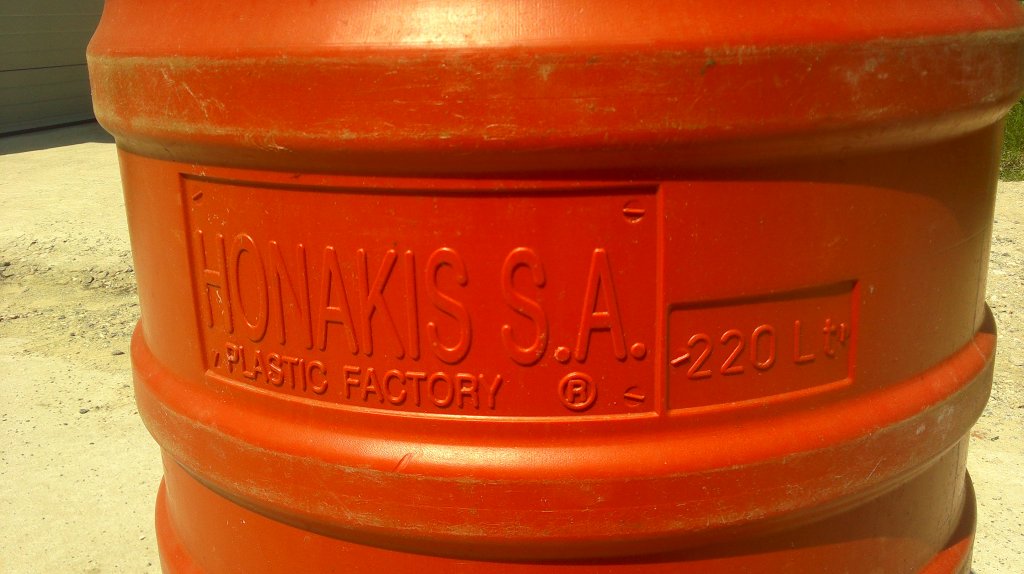 HONAKIS S.A.
PLASTIC FACTORY ®
220 Lt